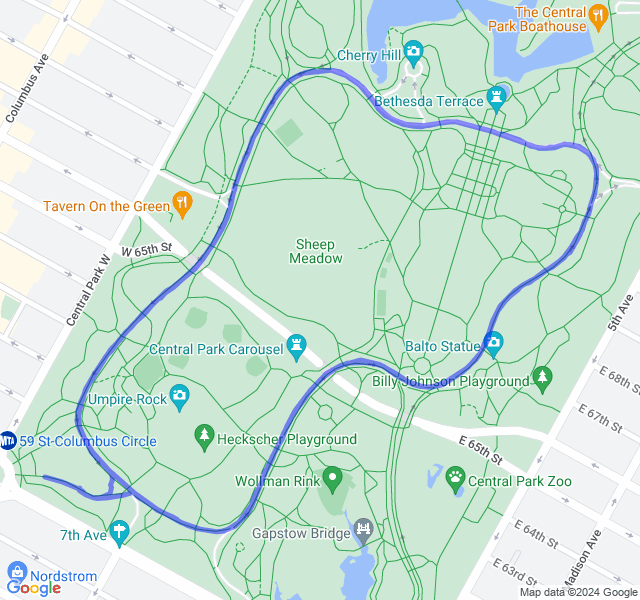 The Central
Park Boathouse
Cherry Hill
Columbus Ave
Bethesda Terrace
Tavern On the Green
W 65th St
Sheep
Meadow
Central Park W
5th Ave
Central Park Carousel
Balto Statue
Billy Johnson Playground
E 68th St
Umpire Rock
E 67th St
MTA 59 St-Columbus Circle
Heckscher Playground
E 65th St
Wollman Rink
Central Park Zoo
7th Ave
Gapstow Bridge
E 64th St
Madison Ave
E 63rd St
Nordstrom
Google
Map data ©2024 Google